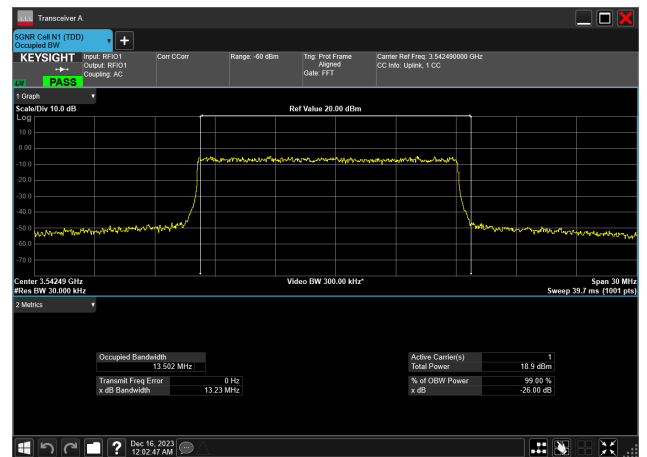 Transceiver A
5GNR Cell N1 (TDD)
Occupied BW
KEYSIGHT
Input: RFIO1
Output: RFIO1
Coupling: AC
Corr CCorr
Range: -60 dBm
Trig: Prot Frame
Aligned
Gate: FFT
Carrier Ref Freq: 3.542490000 GHz
CC Info: Uplink, 1 CC
PASS
1 Graph
Scale/Div 10.0 dB
Ref Value 20.00 dBm
Log
10.0
0.00
-10.0
-20.0
-30.0
-40.0
-50.0
-60.0
-70.0
Center 3.54249 GHz
Video BW 300.00 kHz*
Span 30 MHz
#Res BW 30.000 kHz
Sweep 39.7 ms (1001 pts)
2 Metrics
Occupied Bandwidth
13.502 MHz
Active Carrier(s) 1
Total Power 18.9 dBm
Transmit Freq Error 0 Hz
x dB Bandwidth 13.23 MHz
% of OBW Power 99.00 %
x dB -26.00 dB
?
Dec 16, 2023
12:02:47 AM